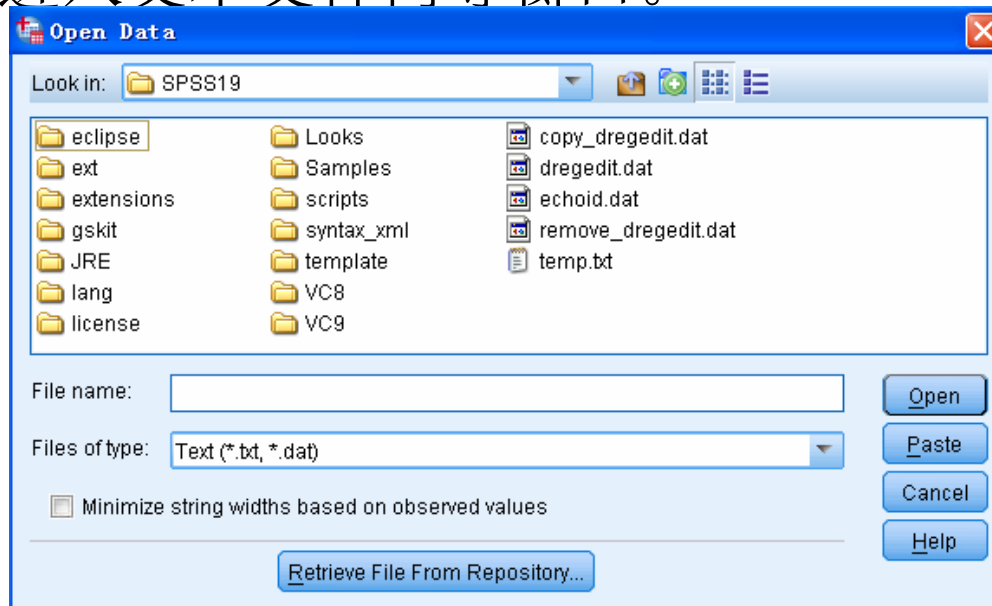 Open Data
Look in: SPSS19
eclipse
ext
extensions
gskit
JRE
lang
license
Looks
Samples
scripts
syntax_xml
template
VC8
VC9
copy_dregedit.dat
dregedit.dat
echoid.dat
remove_dregedit.dat
temp.txt
File name:
Files of type: Text (*.txt, *.dat)
Minimize string widths based on observed values
Retrieve File From Repository...
Open
Paste
Cancel
Help